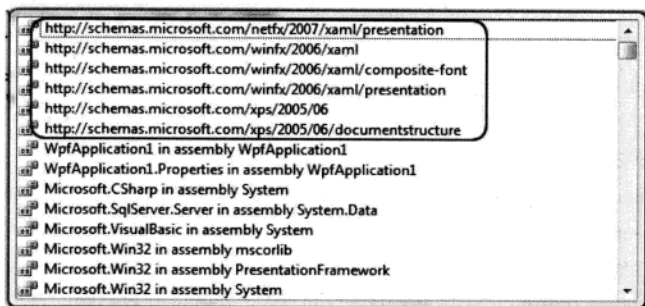 http://schemas.microsoft.com/netfx/2007/xaml/presentation
http://schemas.microsoft.com/winfx/2006/xaml
http://schemas.microsoft.com/winfx/2006/xaml/composite-font
http://schemas.microsoft.com/winfx/2006/xaml/presentation
http://schemas.microsoft.com/xps/2005/06
http://schemas.microsoft.com/xps/2005/06/documentstructure
WpfApplication1 in assembly WpfApplication1
WpfApplication1.Properties in assembly WpfApplication1
Microsoft.CSharp in assembly System
Microsoft.SqlServer.Server in assembly System.Data
Microsoft.VisualBasic in assembly System
Microsoft.Win32 in assembly mscorlib
Microsoft.Win32 in assembly PresentationFramework
Microsoft.Win32 in assembly System